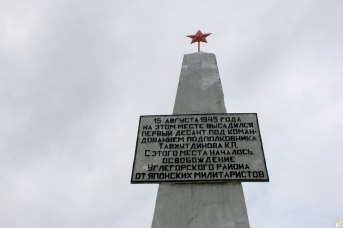 15 АВГУСТА 1945 ГОДА
НА ЭТОМ МЕСТЕ ВЫСАДИЛСЯ
ПЕРВЫЙ ДЕСАНТ ПОД КОМАН-
ДОВАНИЕМ ПОДПОЛКОВНИКА
ТАВХУТДИНОВА К.П.
С ЭТОГО МЕСТА НАЧАЛОСЬ
ОСВОБОЖДЕНИЕ
УГЛЕГОРСКОГО РАЙОНА
ОТ ЯПОНСКИХ МИЛИТАРИСТОВ